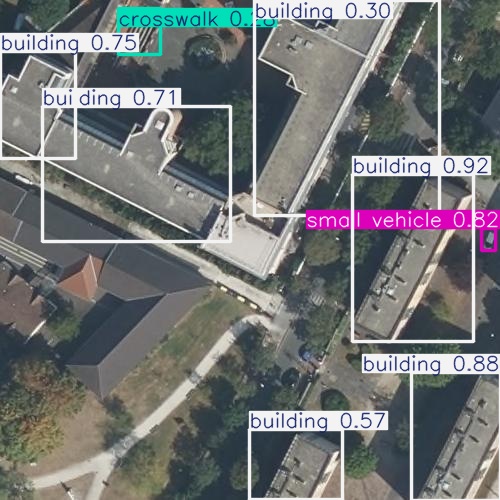 crosswalk 0.28
building 0.30
building 0.75
building 0.71
building 0.92
small vehicle 0.82
building 0.88
building 0.57